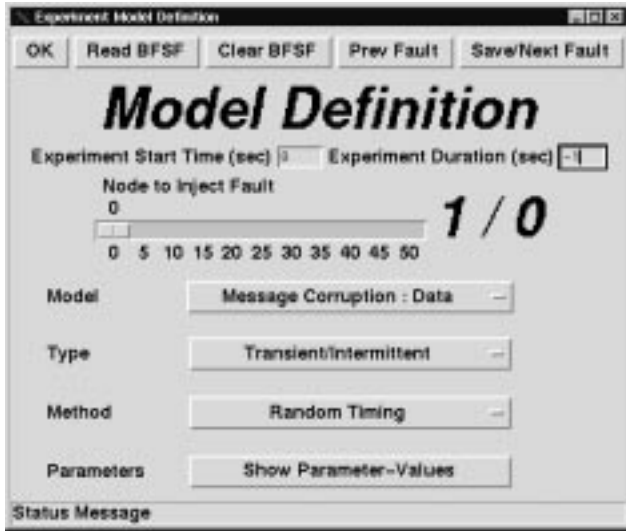 Experiment Model Definition
OK Read BFSF Clear BFSF Prev Fault Save/Next Fault
Model Definition
Experiment Start Time (sec) Experiment Duration (sec) -1
Node to Inject Fault
0
1 / 0
0 5 10 15 20 25 30 35 40 45 50
Model Message Corruption : Data
Type Transient/Intermittent
Method Random Timing
Parameters Show Parameter-Values
Status Message